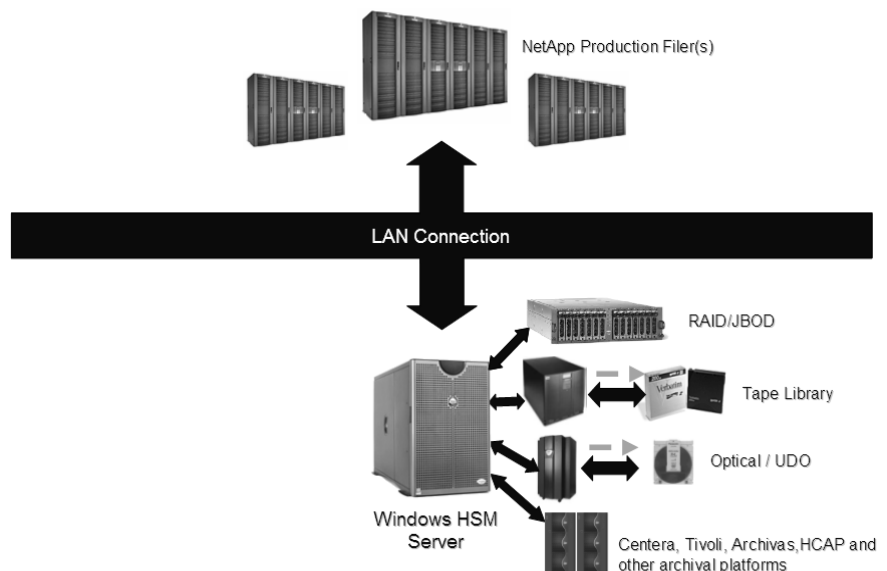 NetApp Production Filer(s)
LAN Connection
RAID/JBOD
Verbatim
Tape Library
Optical / UDO
Windows HSM
Server
Centera, Tivoli, Archivas,HCAP and
other archival platforms